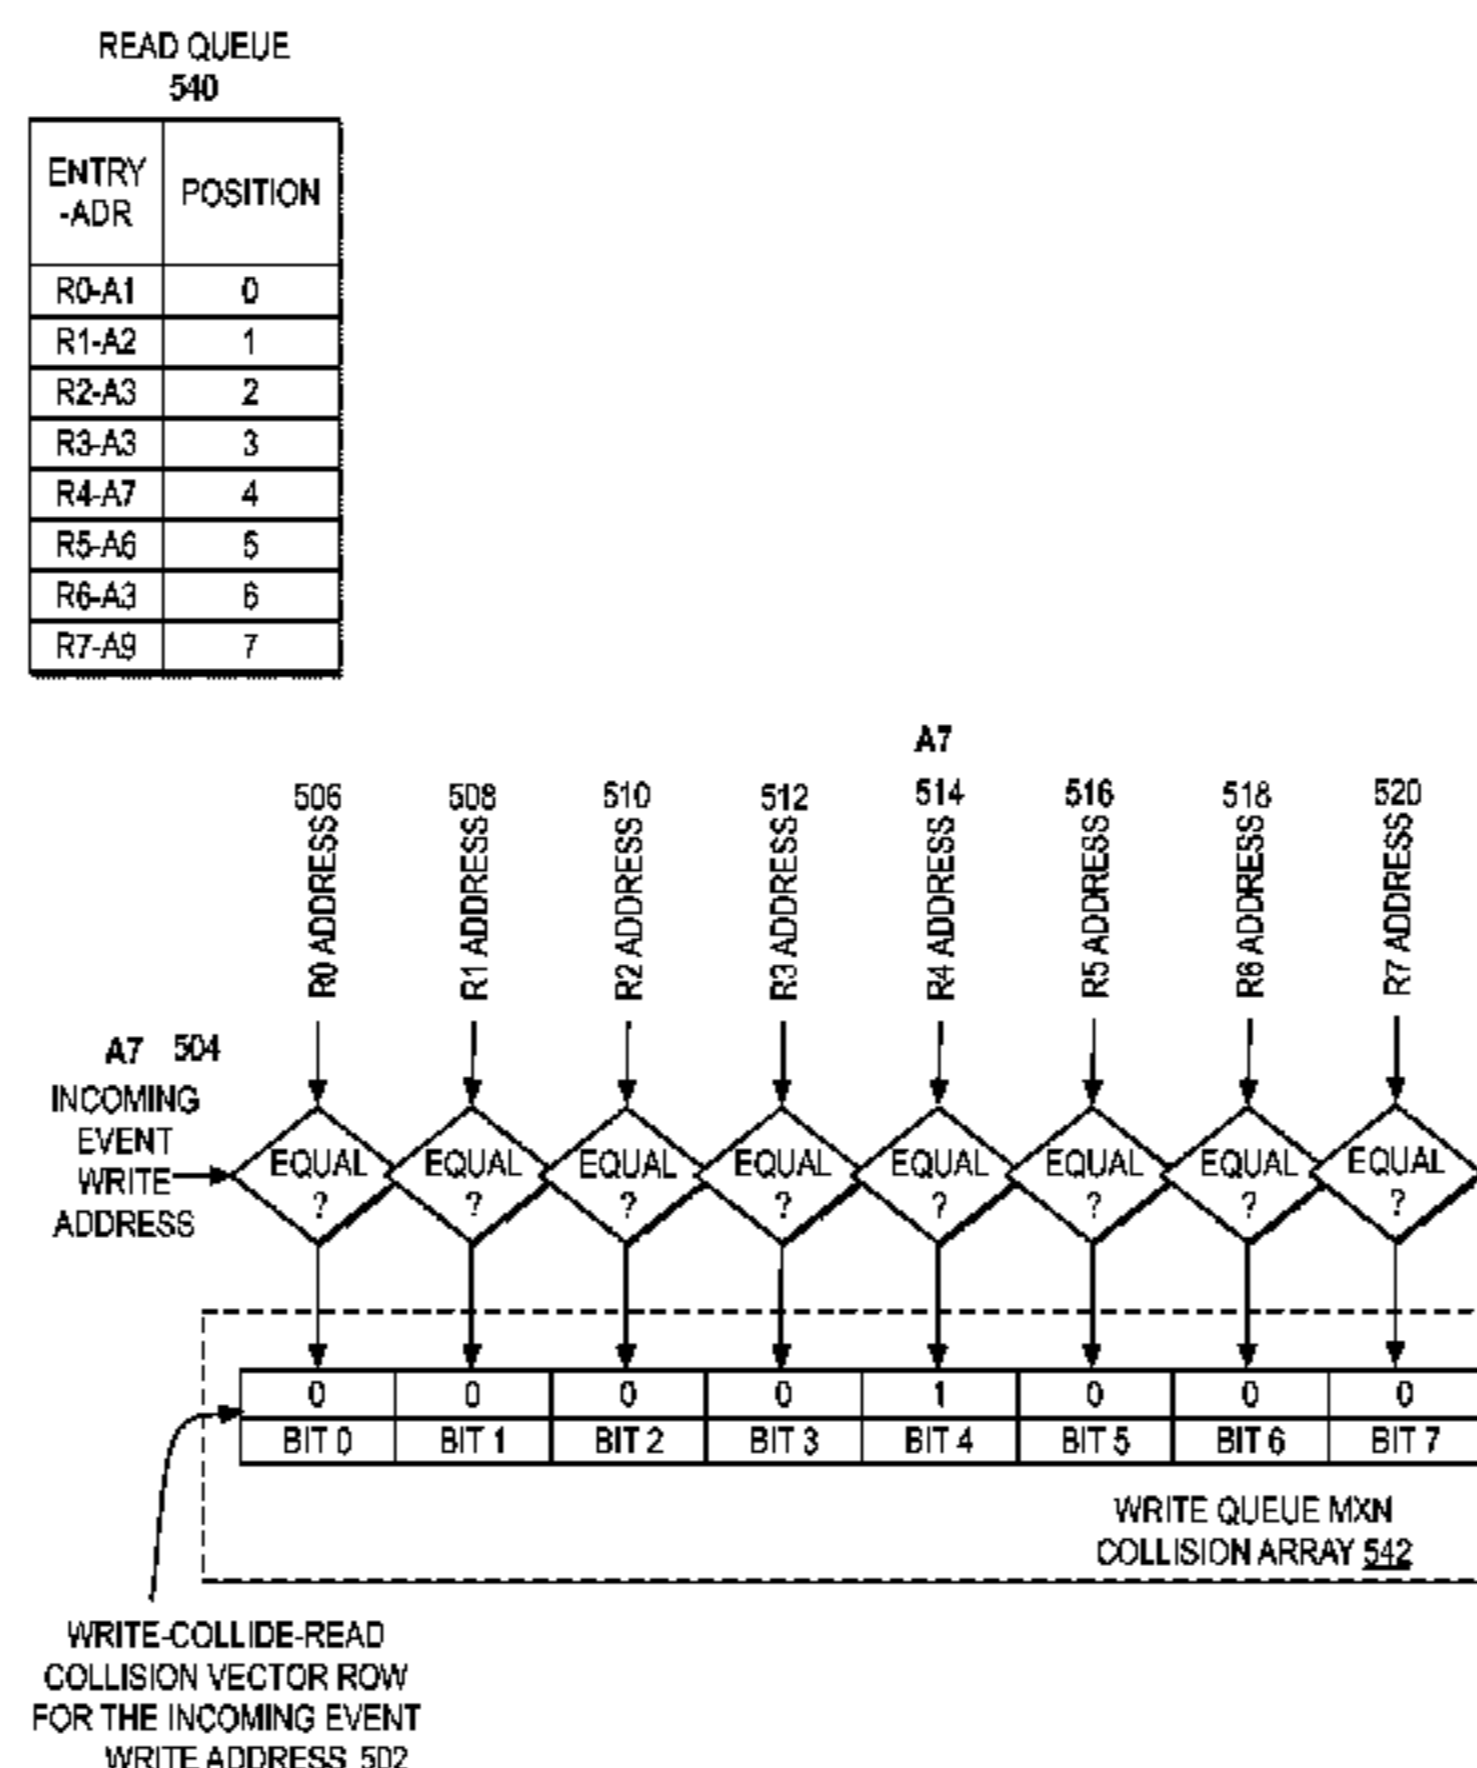 READ QUEUE
540
ENTRY
-ADR
POSITION
R0-A1 0
R1-A2 1
R2-A3 2
R3-A3 3
R4-A7 4
R5-A6 5
R6-A3 6
R7-A9 7
A7
506 508 510 512 514 516 518 520
R0 ADDRESS R1 ADDRESS R2 ADDRESS R3 ADDRESS R4 ADDRESS R5 ADDRESS R6 ADDRESS R7 ADDRESS
A7 504
INCOMING
EVENT
WRITE
ADDRESS
EQUAL EQUAL EQUAL EQUAL EQUAL EQUAL EQUAL EQUAL
? ? ? ? ? ? ? ?
0 0 0 0 1 0 0 0
BIT 0 BIT 1 BIT 2 BIT 3 BIT 4 BIT 5 BIT 6 BIT 7
WRITE QUEUE MXN
COLLISION ARRAY 542
WRITE-COLLIDE-READ
COLLISION VECTOR ROW
FOR THE INCOMING EVENT
WRITE ADDRESS 502